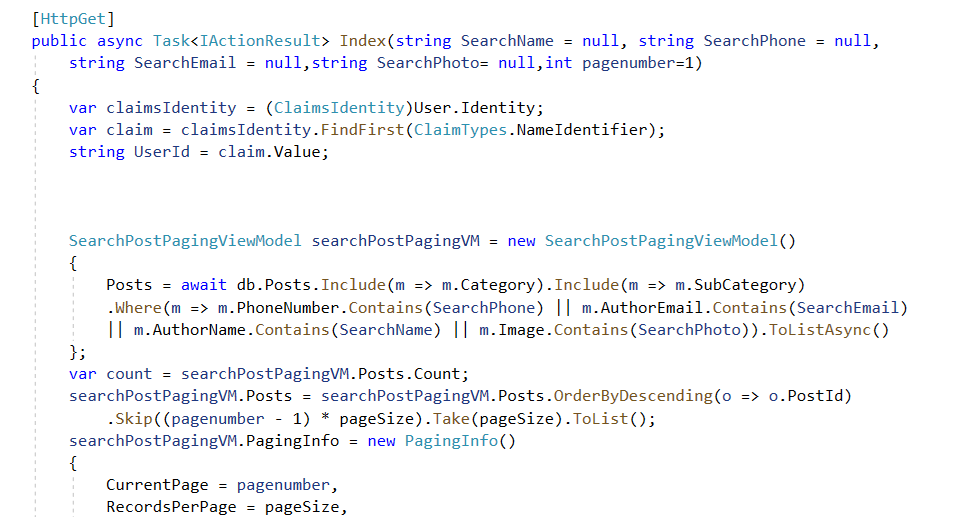 [HttpGet]
public async Task<IActionResult> Index(string SearchName = null, string SearchPhone = null,
string SearchEmail = null,string SearchPhoto= null,int pagenumber=1)
{
var claimsIdentity = (ClaimsIdentity)User.Identity;
var claim = claimsIdentity.FindFirst(ClaimTypes.NameIdentifier);
string UserId = claim.Value;
SearchPostPagingViewModel searchPostPagingVM = new SearchPostPagingViewModel()
{
Posts = await db.Posts.Include(m => m.Category).Include(m => m.SubCategory)
.Where(m => m.PhoneNumber.Contains(SearchPhone) || m.AuthorEmail.Contains(SearchEmail)
|| m.AuthorName.Contains(SearchName) || m.Image.Contains(SearchPhoto)).ToListAsync()
};
var count = searchPostPagingVM.Posts.Count;
searchPostPagingVM.Posts = searchPostPagingVM.Posts.OrderByDescending(o => o.PostId)
.Skip((pagenumber - 1) * pageSize).Take(pageSize).ToList();
searchPostPagingVM.PagingInfo = new PagingInfo()
{
CurrentPage = pagenumber,
RecordsPerPage = pageSize,